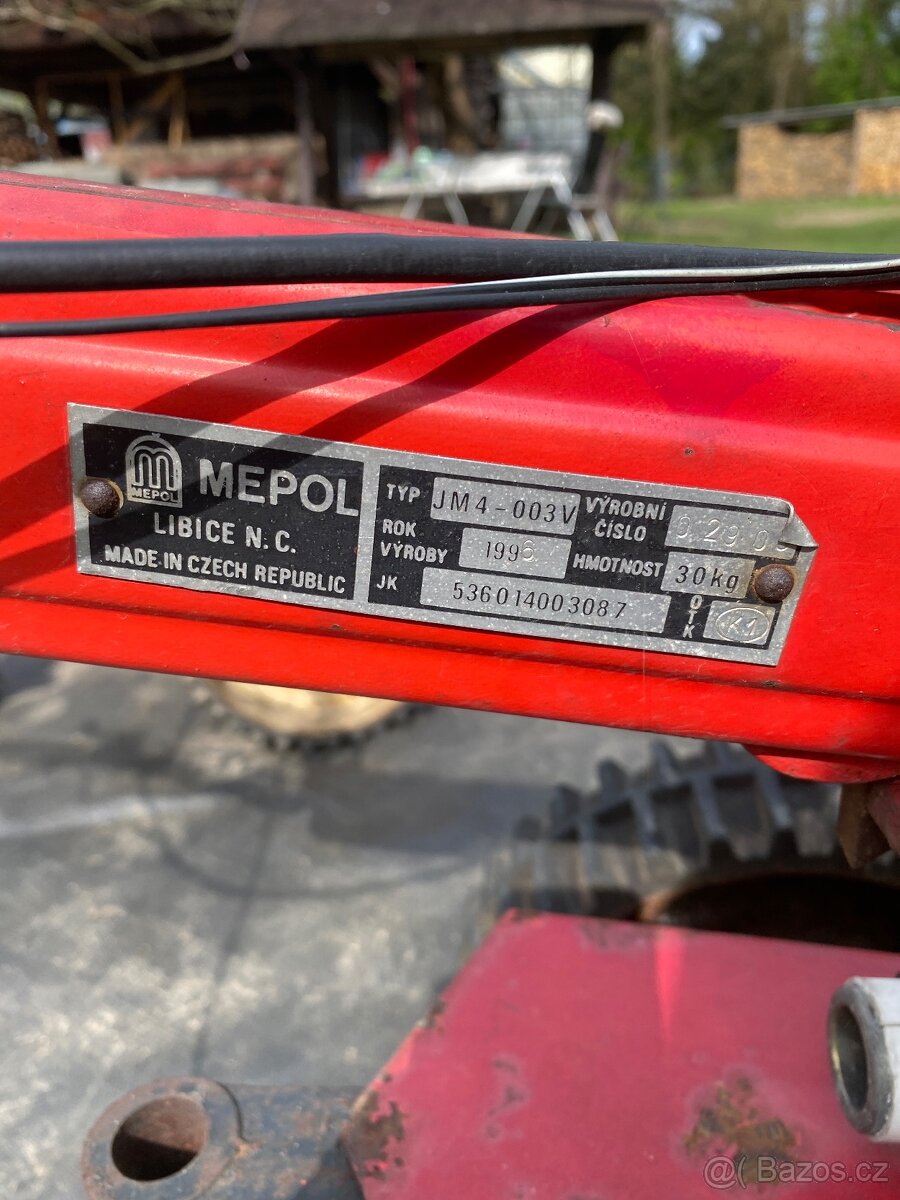 MEPOL
MEPOL
LIBICE N. C.
MADE IN CZECH REPUBLIC
TYP JM4-003V VÝROBNÍ ČÍSLO
ROK VÝROBY 1996 HMOTNOST 30kg
JK 536014003087 OTK K1
@ Bazos.cz